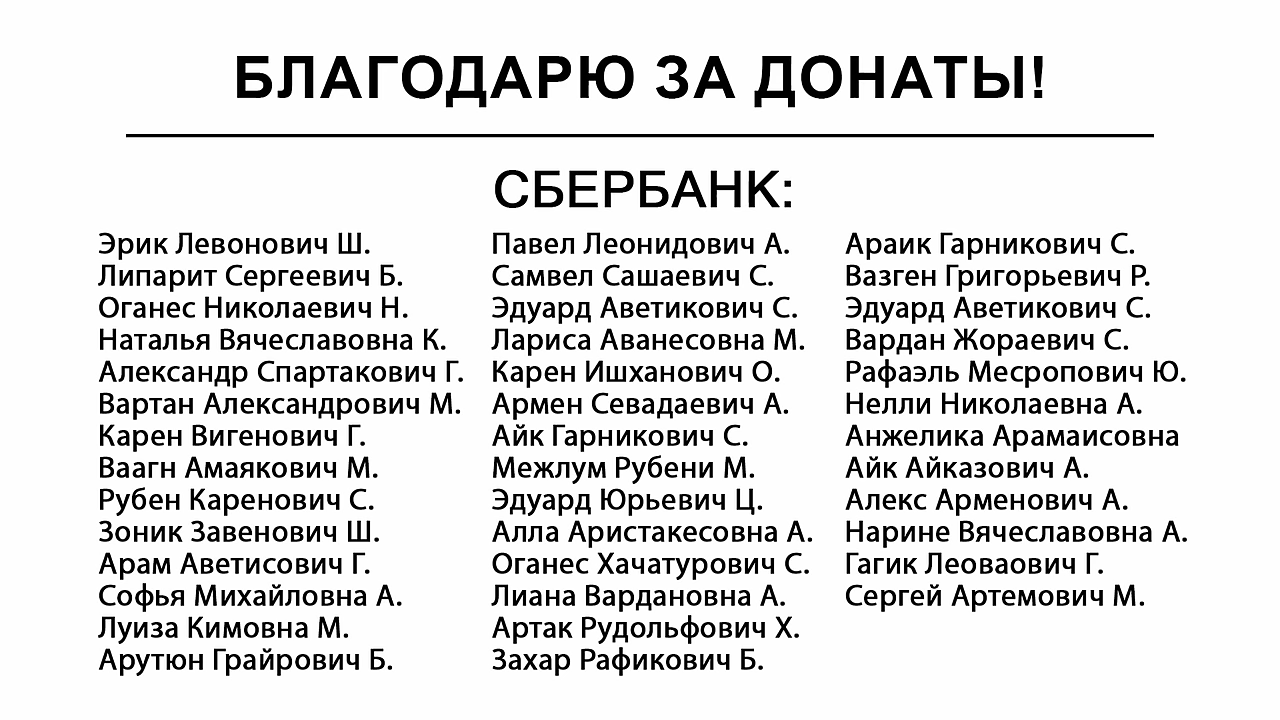 БЛАГОДАРЮ ЗА ДОНАТЫ!
СБЕРБАНК:
Эрик Левонович Ш.
Липарит Сергеевич Б.
Оганес Николаевич Н.
Наталья Вячеславовна К.
Александр Спартакович Г.
Вартан Александрович М.
Карен Вигенович Г.
Ваагн Амаякович М.
Рубен Каренович С.
Зоник Завенович Ш.
Арам Аветисович Г.
Софья Михайловна А.
Луиза Кимовна М.
Арутюн Грайрович Б.
Павел Леонидович А.
Самвел Сашаевич С.
Эдуард Аветикович С.
Лариса Аванесовна М.
Карен Ишханович О.
Армен Севадаевич А.
Айк Гарникович С.
Межлум Рубени М.
Эдуард Юрьевич Ц.
Алла Аристакесовна А.
Оганес Хачатурович С.
Лиана Вардановна А.
Артак Рудольфович Х.
Захар Рафикович Б.
Араик Гарникович С.
Вазген Григорьевич Р.
Эдуард Аветикович С.
Вардан Жораевич С.
Рафаэль Месропович Ю.
Нелли Николаевна А.
Анжелика Арамаисовна
Айк Айказович А.
Алекс Арменович А.
Нарине Вячеславовна А.
Гагик Леоваович Г.
Сергей Артемович М.